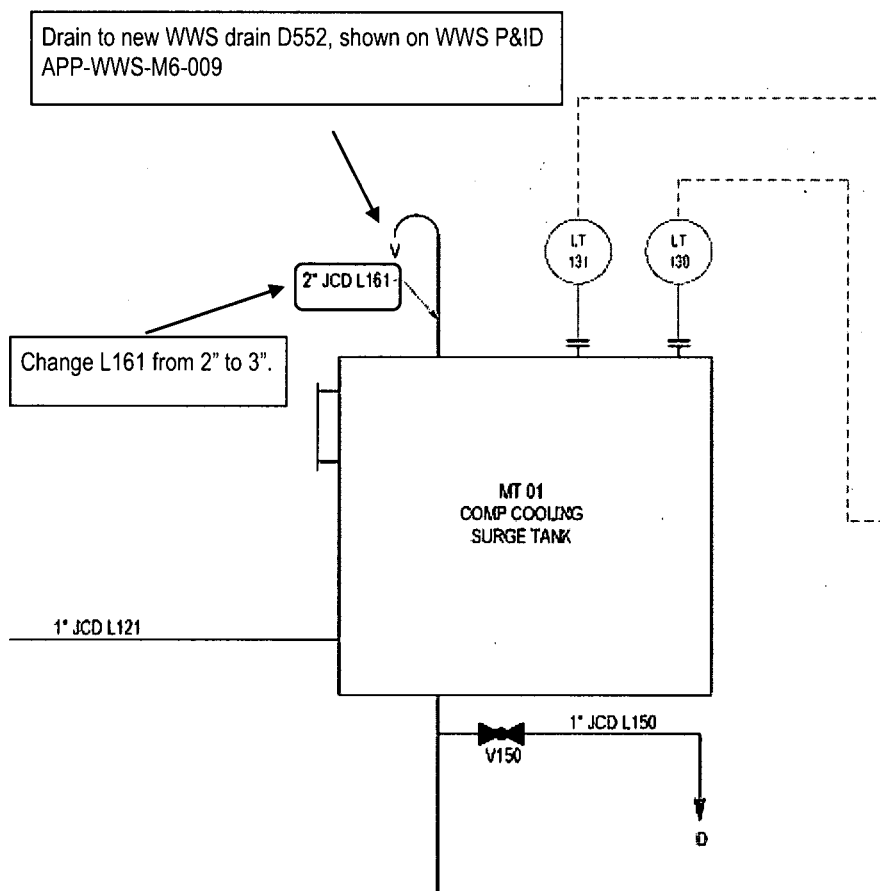 Drain to new WWS drain D552, shown on WWS P&ID
APP-WWS-M6-009
LT
131
LT
130
V
2" JCD L161
Change L161 from 2” to 3”.
MT 01
COMP COOLING
SURGE TANK
1" JCD L121
1" JCD L150
V150
D